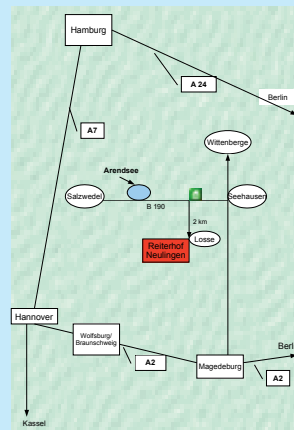 Hamburg
A 24
Berlin
A7
Wittenberge
Arendsee
Salzwedel
Seehausen
B 190
2 km
Reiterhof
Neulingen
Losse
Hannover
Wolfsburg/
Braunschweig
A2
Magedeburg
Berl
A2
Kassel